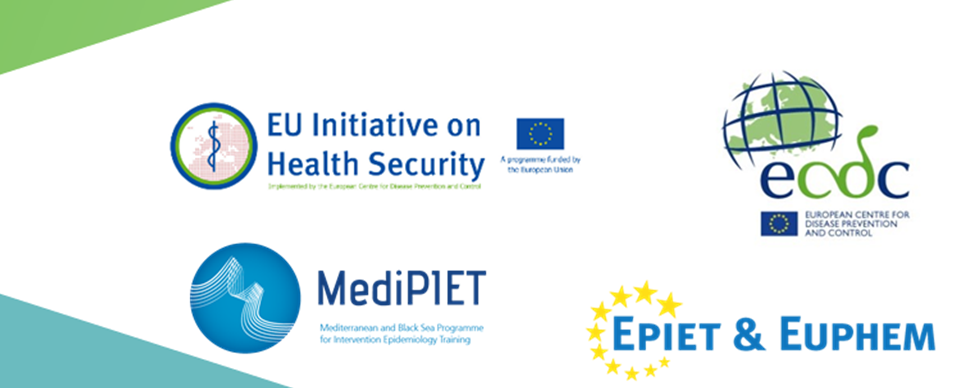 EU Initiative on
Health Security
Implemented by the European Centre for Disease Prevention and Control
A programme funded by
the European Union
ecdc
EUROPEAN CENTRE FOR
DISEASE PREVENTION
AND CONTROL
MediPIET
Mediterranean and Black Sea Programme
for Intervention Epidemiology Training
EPIET & EUPHEM